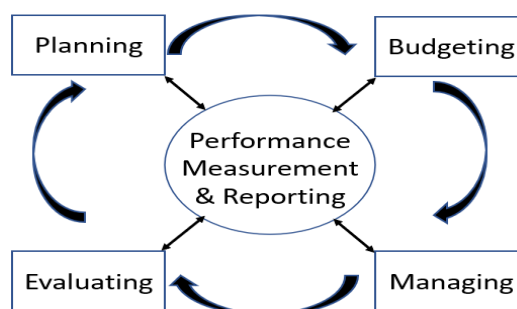 Planning
Budgeting
Performance
Measurement
& Reporting
Evaluating
Managing